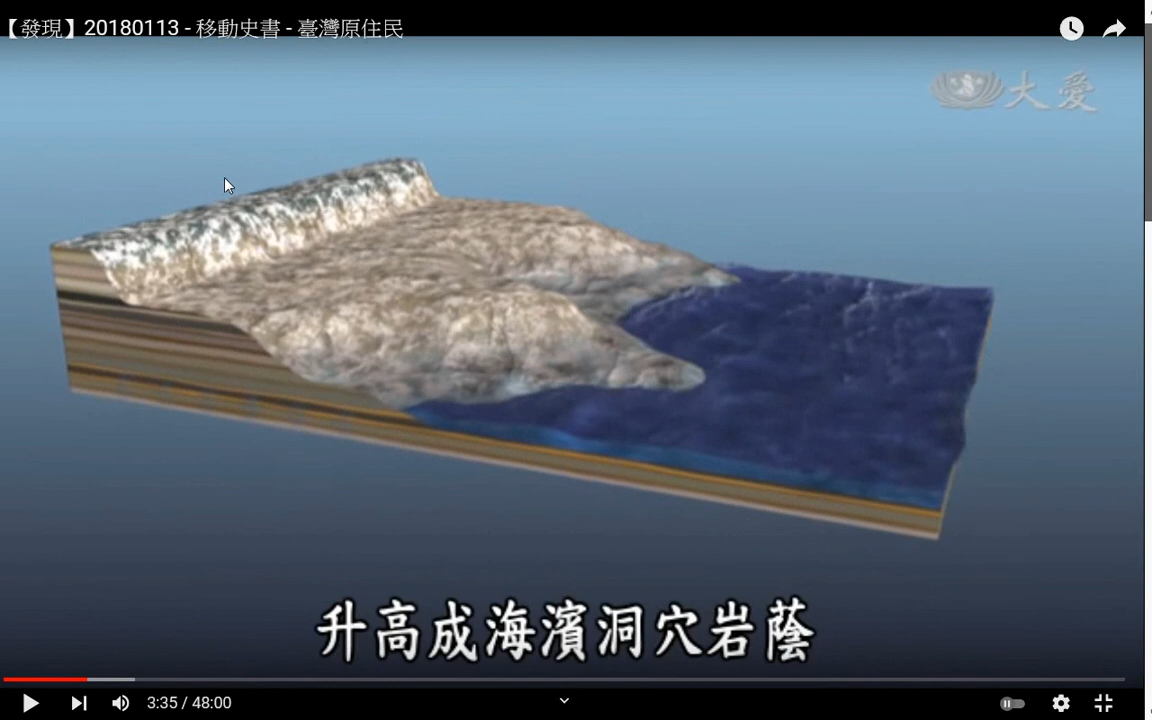 【發現】20180113 - 移動史書 - 臺灣原住民
大愛
升高成海濱洞穴岩蔭
3:35 / 48:00